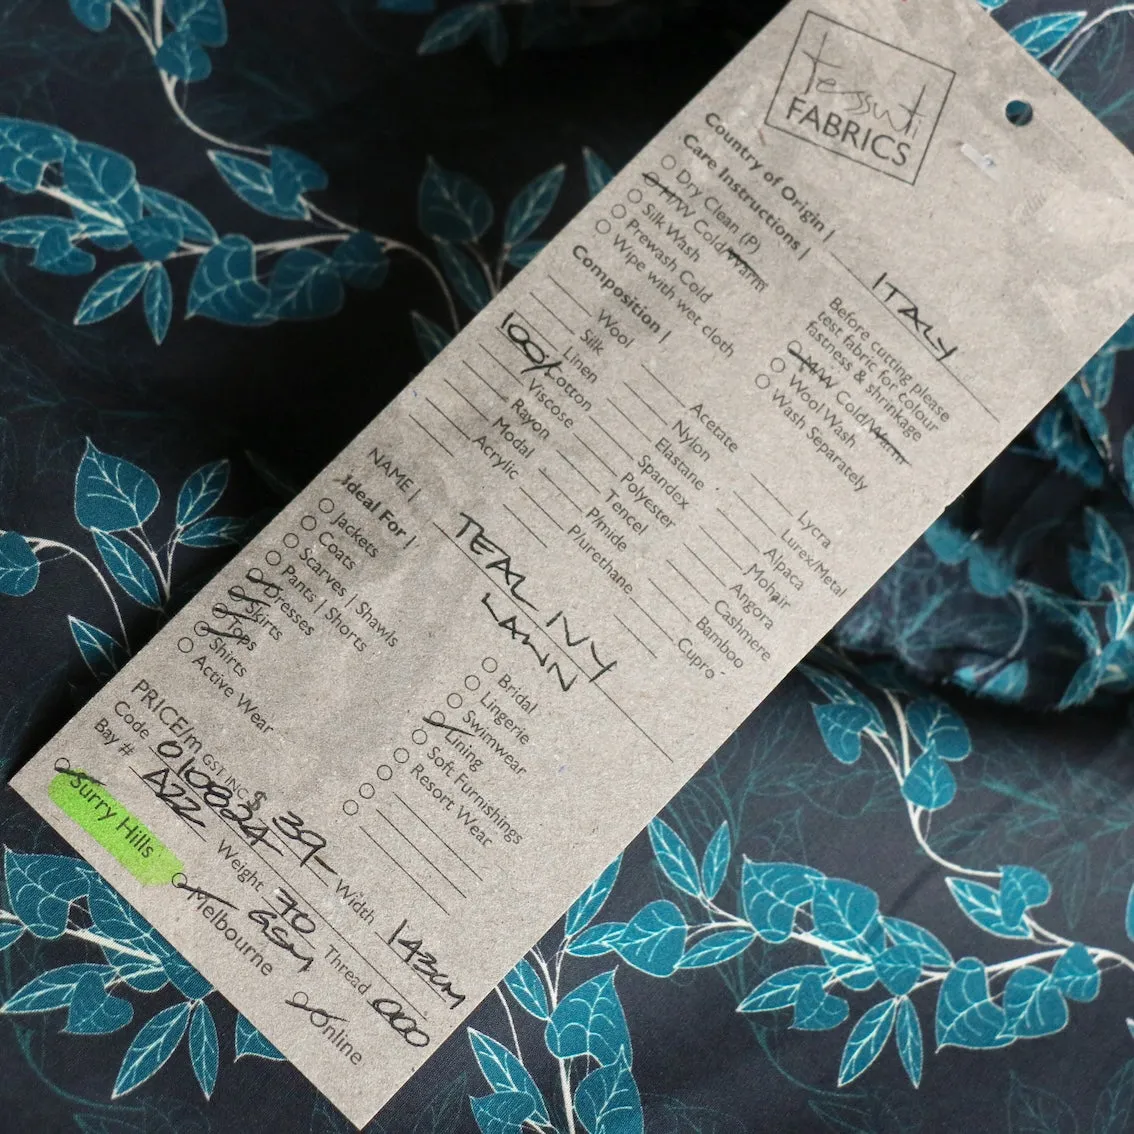 tessuti
FABRICS
Country of Origin | ITALY
Care Instructions |
Dry Clean (P)
H/W Cold/Warm
Silk Wash
Prewash Cold
Wipe with wet cloth
Before cutting please
test fabric for colour
fastness & shrinkage
M/W Cold/Warm
Wool Wash
Wash Separately
Composition |
Wool
Silk
Linen
100% Cotton
Viscose
Rayon
Modal
Acrylic
Acetate
Nylon
Elastane
Spandex
Polyester
Tencel
P/mide
P/urethane
Lycra
Lurex/Metal
Alpaca
Mohair
Angora
Cashmere
Bamboo
Cupro
NAME | TEAL IVY
LAWN
Ideal For |
Jackets
Coats
Scarves | Shawls
Pants | Shorts
Dresses
Skirts
Tops
Shirts
Active Wear
Bridal
Lingerie
Swimwear
Lining
Soft Furnishings
Resort Wear
PRICE/m GST INC $ 39-
Code 010824 Width 143cm
Bay # A22 Weight 70 GSM Thread 000
Surry Hills Melbourne Online